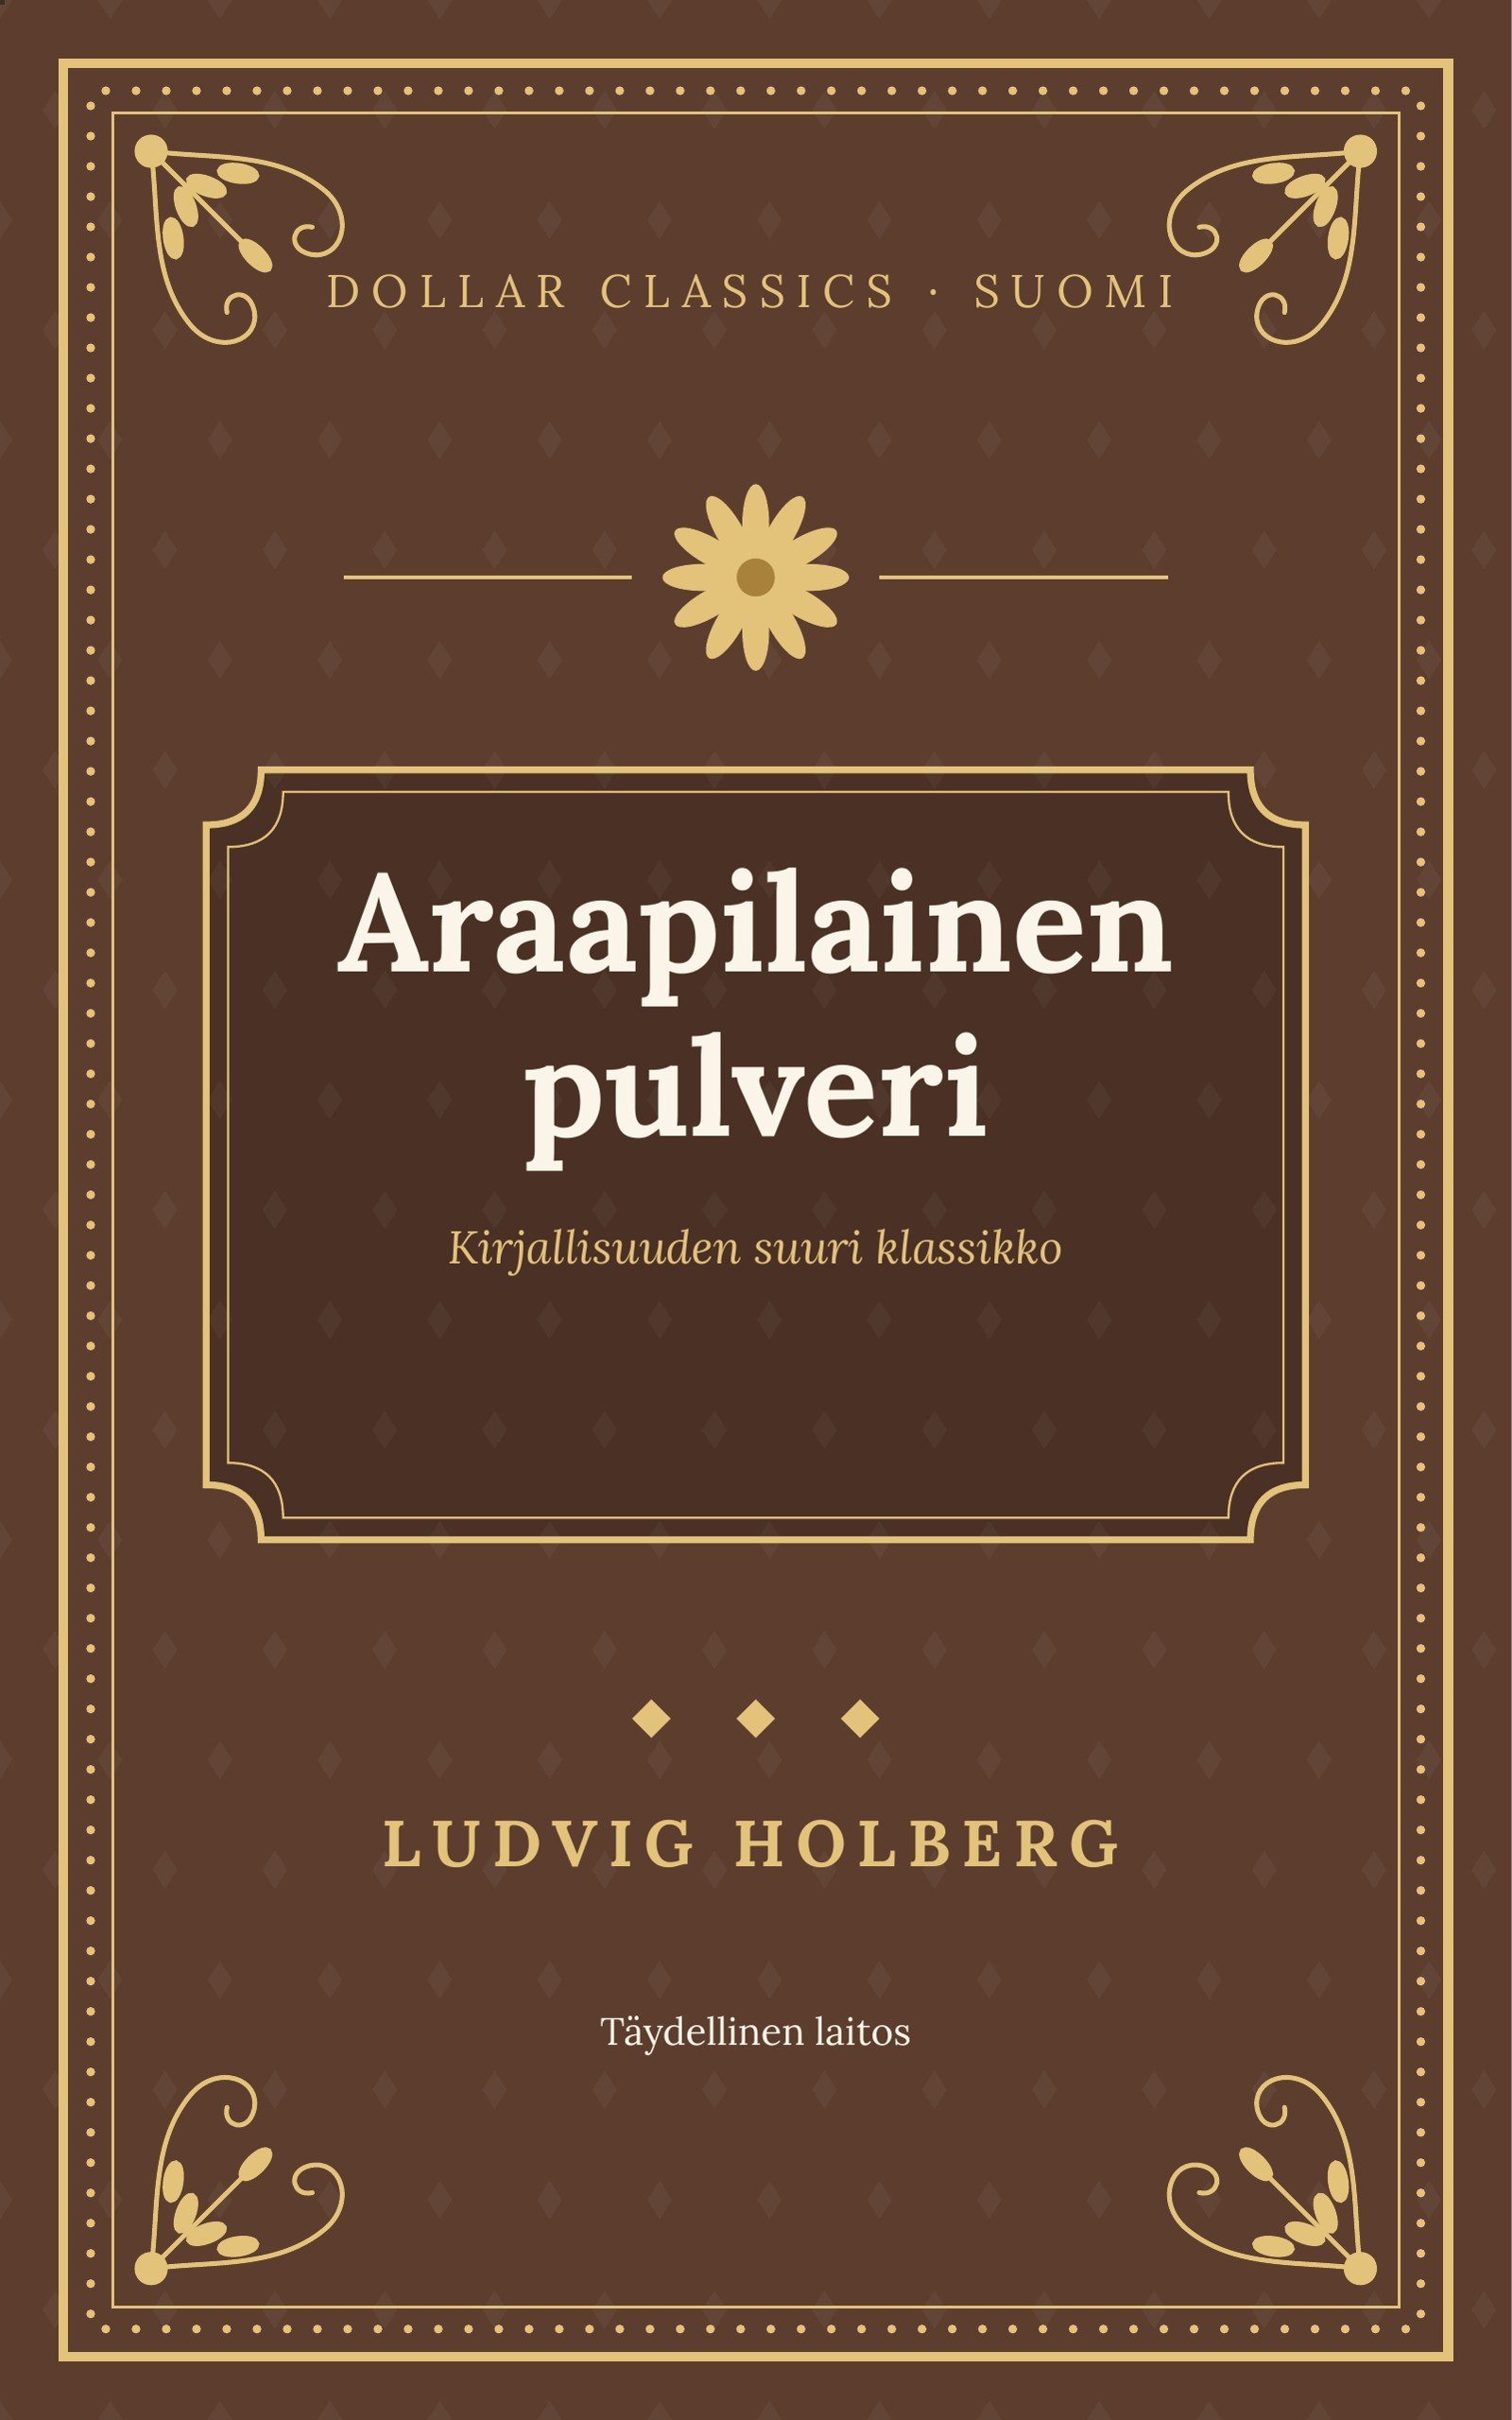 DOLLAR CLASSICS · SUOMI
Araapilainen
pulveri
Kirjallisuuden suuri klassikko
LUDVIG HOLBERG
Täydellinen laitos